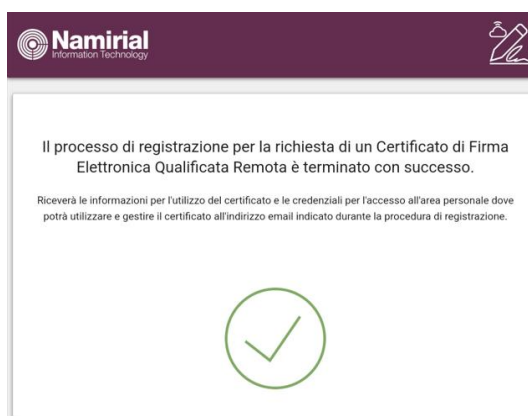 Namirial
Information Technology
Il processo di registrazione per la richiesta di un Certificato di Firma
Elettronica Qualificata Remota è terminato con successo.
Riceverà le informazioni per l'utilizzo del certificato e le credenziali per l'accesso all'area personale dove
potrà utilizzare e gestire il certificato all'indirizzo email indicato durante la procedura di registrazione.